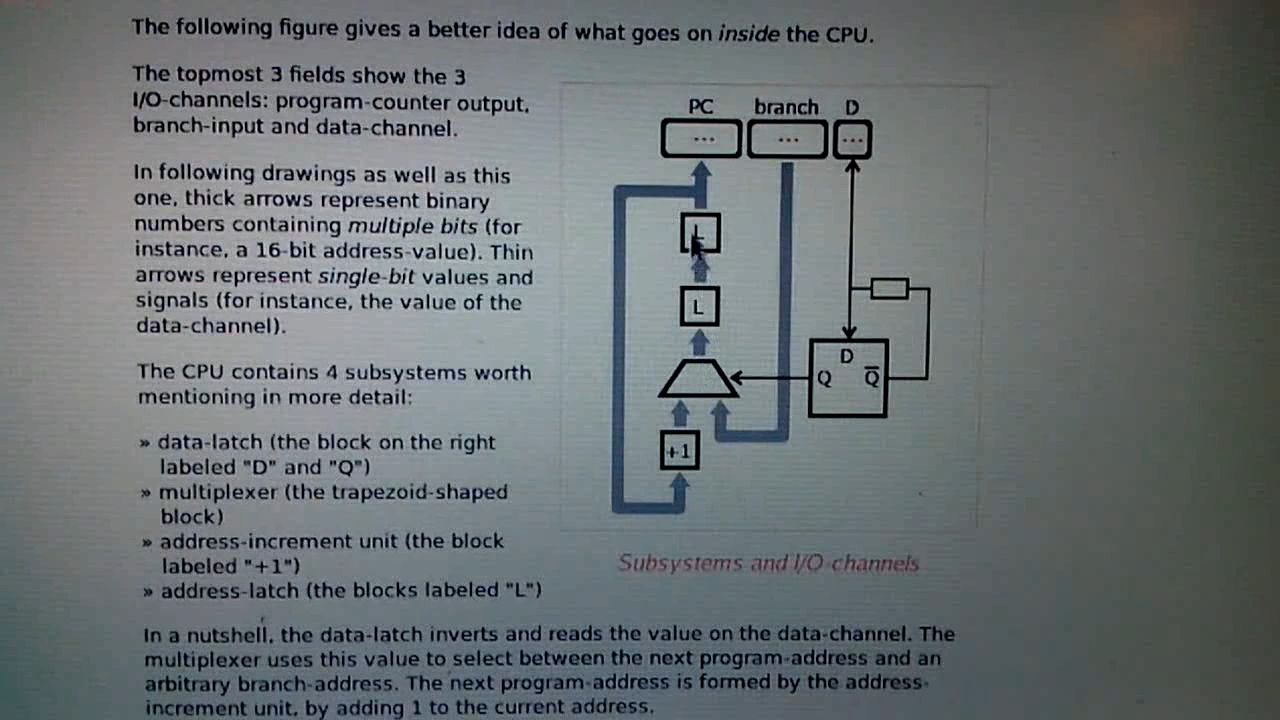 The following figure gives a better idea of what goes on inside the CPU.
The topmost 3 fields show the 3
I/O-channels: program-counter output,
branch-input and data-channel.
In following drawings as well as this
one, thick arrows represent binary
numbers containing multiple bits (for
instance, a 16-bit address-value). Thin
arrows represent single-bit values and
signals (for instance, the value of the
data-channel).
The CPU contains 4 subsystems worth
mentioning in more detail:
» data-latch (the block on the right
labeled "D" and "Q")
» multiplexer (the trapezoid-shaped
block)
» address-increment unit (the block
labeled "+1")
» address-latch (the blocks labeled "L")
PC branch D
... ... ...
L
L
D
Q Q̅
+1
Subsystems and I/O channels
In a nutshell, the data-latch inverts and reads the value on the data-channel. The
multiplexer uses this value to select between the next program-address and an
arbitrary branch-address. The next program-address is formed by the address-
increment unit, by adding 1 to the current address.